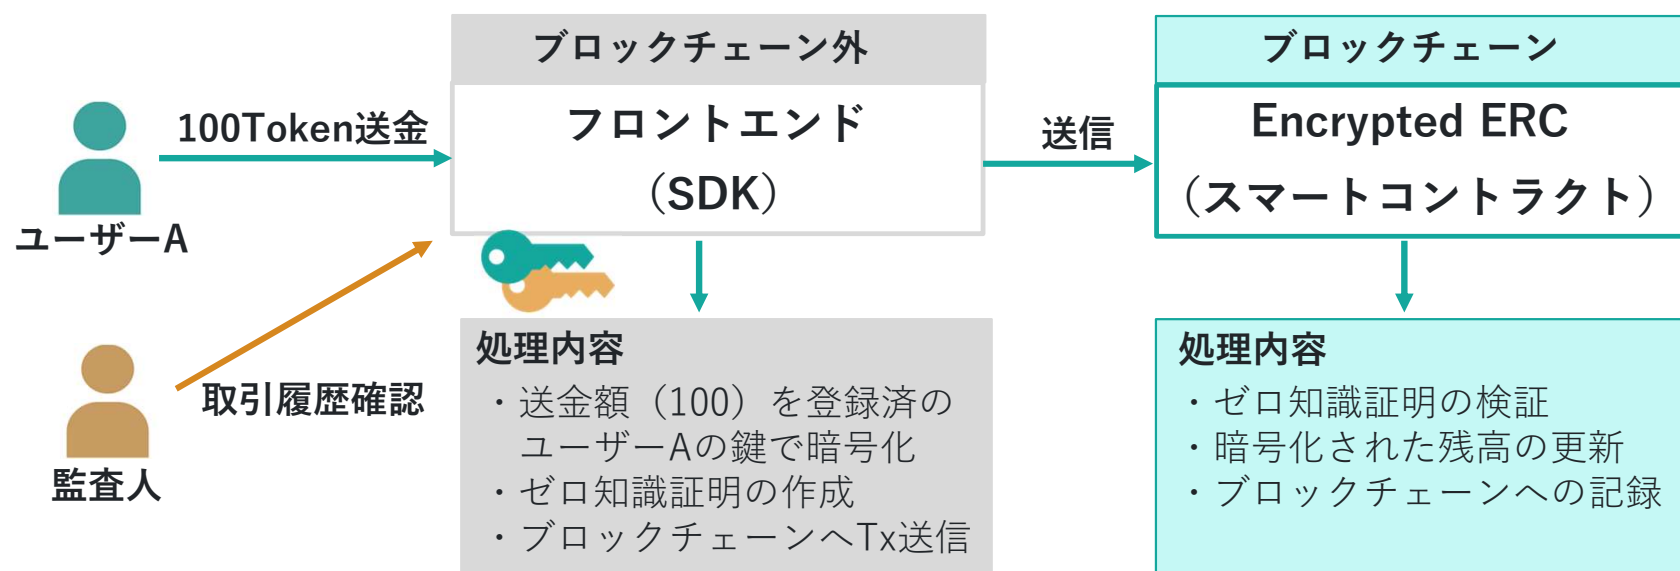 ブロックチェーン外
ブロックチェーン
100Token送金
フロントエンド
（SDK）
送信
Encrypted ERC
（スマートコントラクト）
ユーザーA
取引履歴確認
監査人
処理内容
・送金額（100）を登録済の
ユーザーAの鍵で暗号化
・ゼロ知識証明の作成
・ブロックチェーンへTx送信
処理内容
・ゼロ知識証明の検証
・暗号化された残高の更新
・ブロックチェーンへの記録